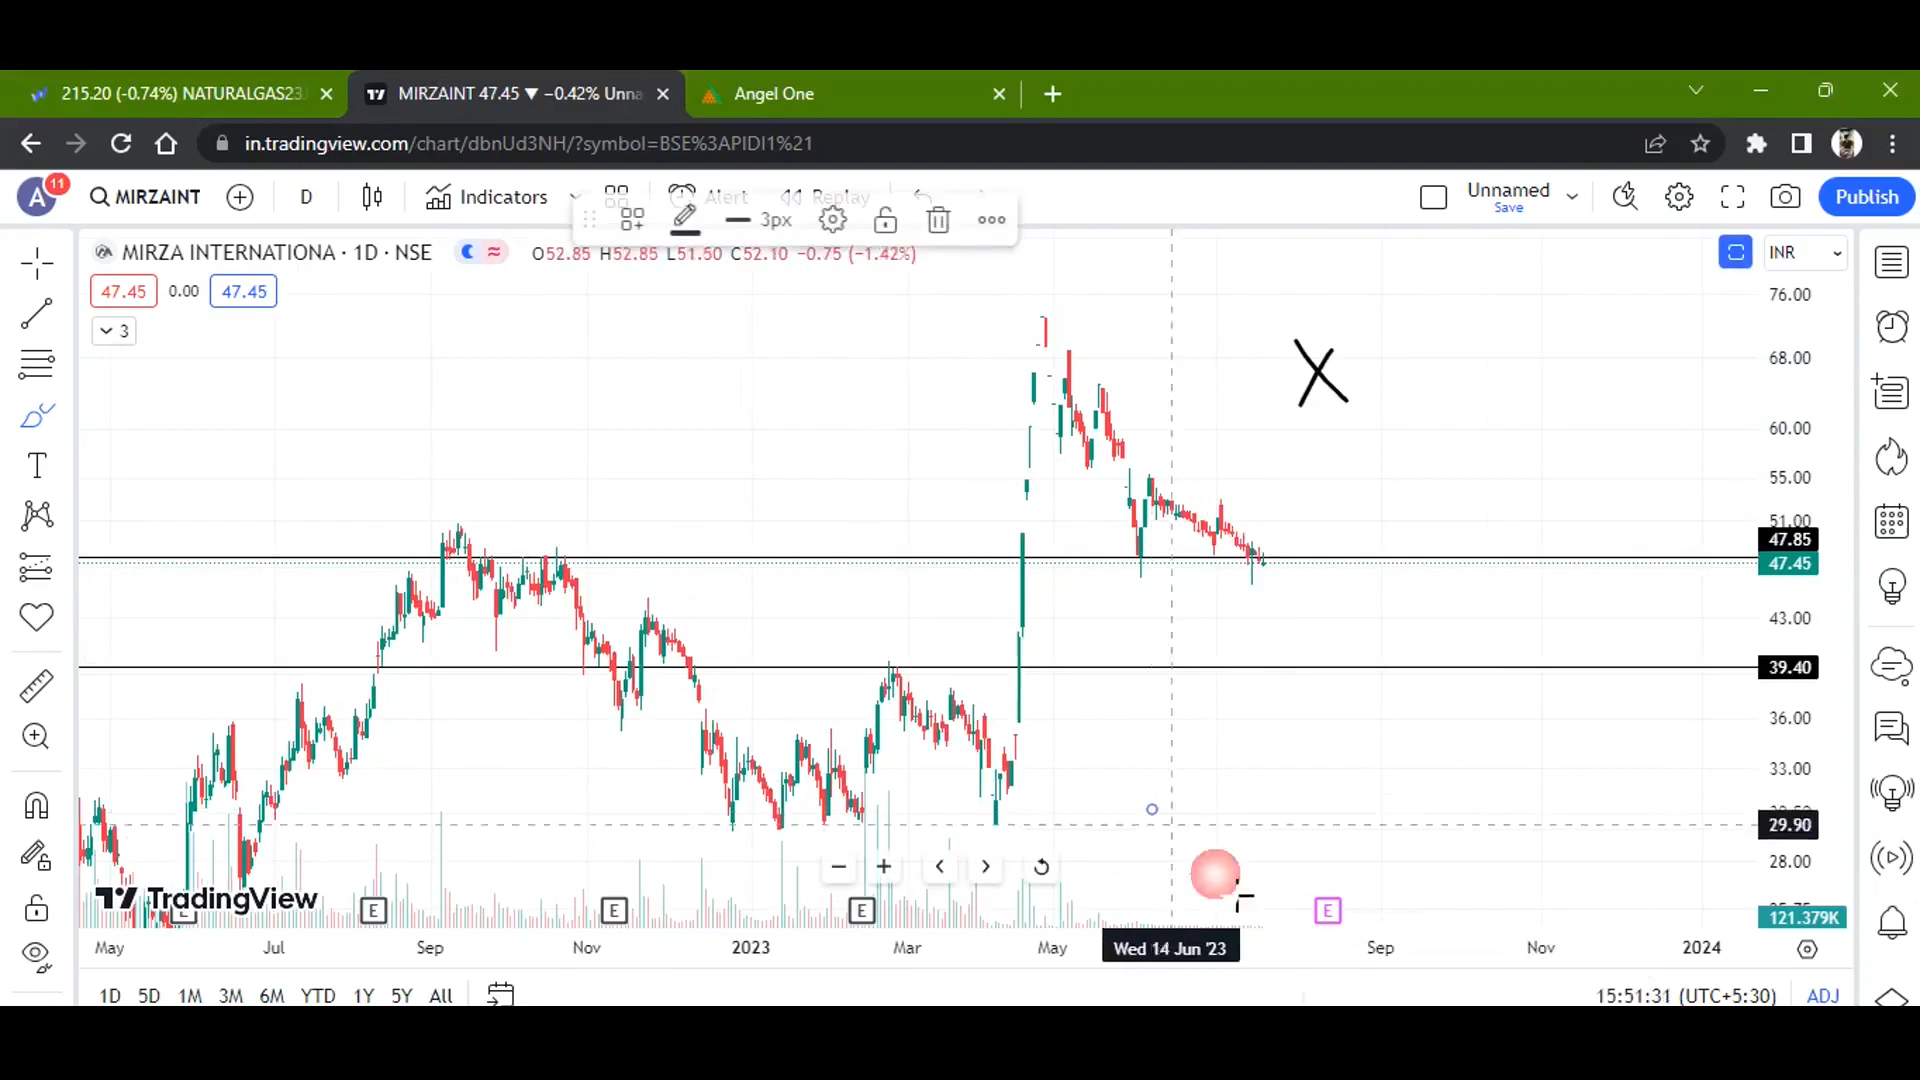 215.20 (-0.74%) NATURALGAS23
MIRZAINT 47.45 ▼ −0.42% Unna
Angel One
in.tradingview.com/chart/dbnUd3NH/?symbol=BSE%3APIDI1%21
A
11
MIRZAINT
D
Indicators
Alert
Replay
Unnamed
Save
Publish
3px
MIRZA INTERNATIONA · 1D · NSE
O52.85 H52.85 L51.50 C52.10 −0.75 (−1.42%)
INR
47.45
0.00
47.45
3
X
76.00
68.00
60.00
55.00
51.00
47.85
47.45
43.00
39.40
36.00
33.00
29.90
28.00
121.379K
TradingView
E
E
E
E
May
Jul
Sep
Nov
2023
Mar
May
Wed 14 Jun '23
Sep
Nov
2024
1D 5D 1M 3M 6M YTD 1Y 5Y All
15:51:31 (UTC+5:30)
ADJ